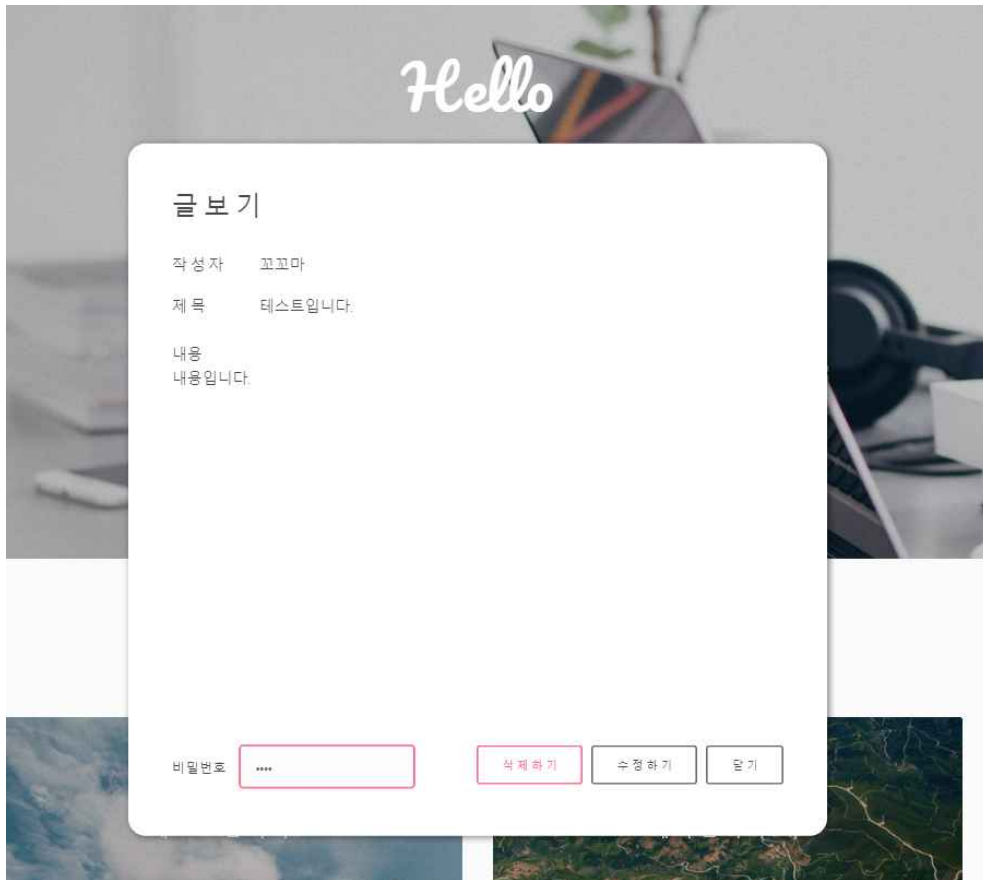 Hello
글보기
작성자 꼬꼬마
제 목 테스트입니다.
내용
내용입니다.
비밀번호 ••••
삭제하기 수정하기 닫기